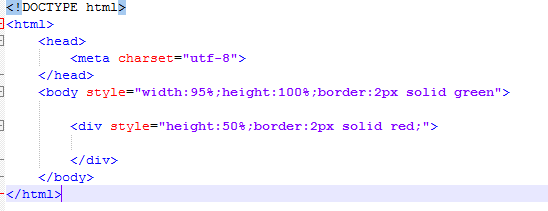 <!DOCTYPE html>
<html>
<head>
<meta charset="utf-8">
</head>
<body style="width:95%;height:100%;border:2px solid green">
<div style="height:50%;border:2px solid red;">
</div>
</body>
</html>